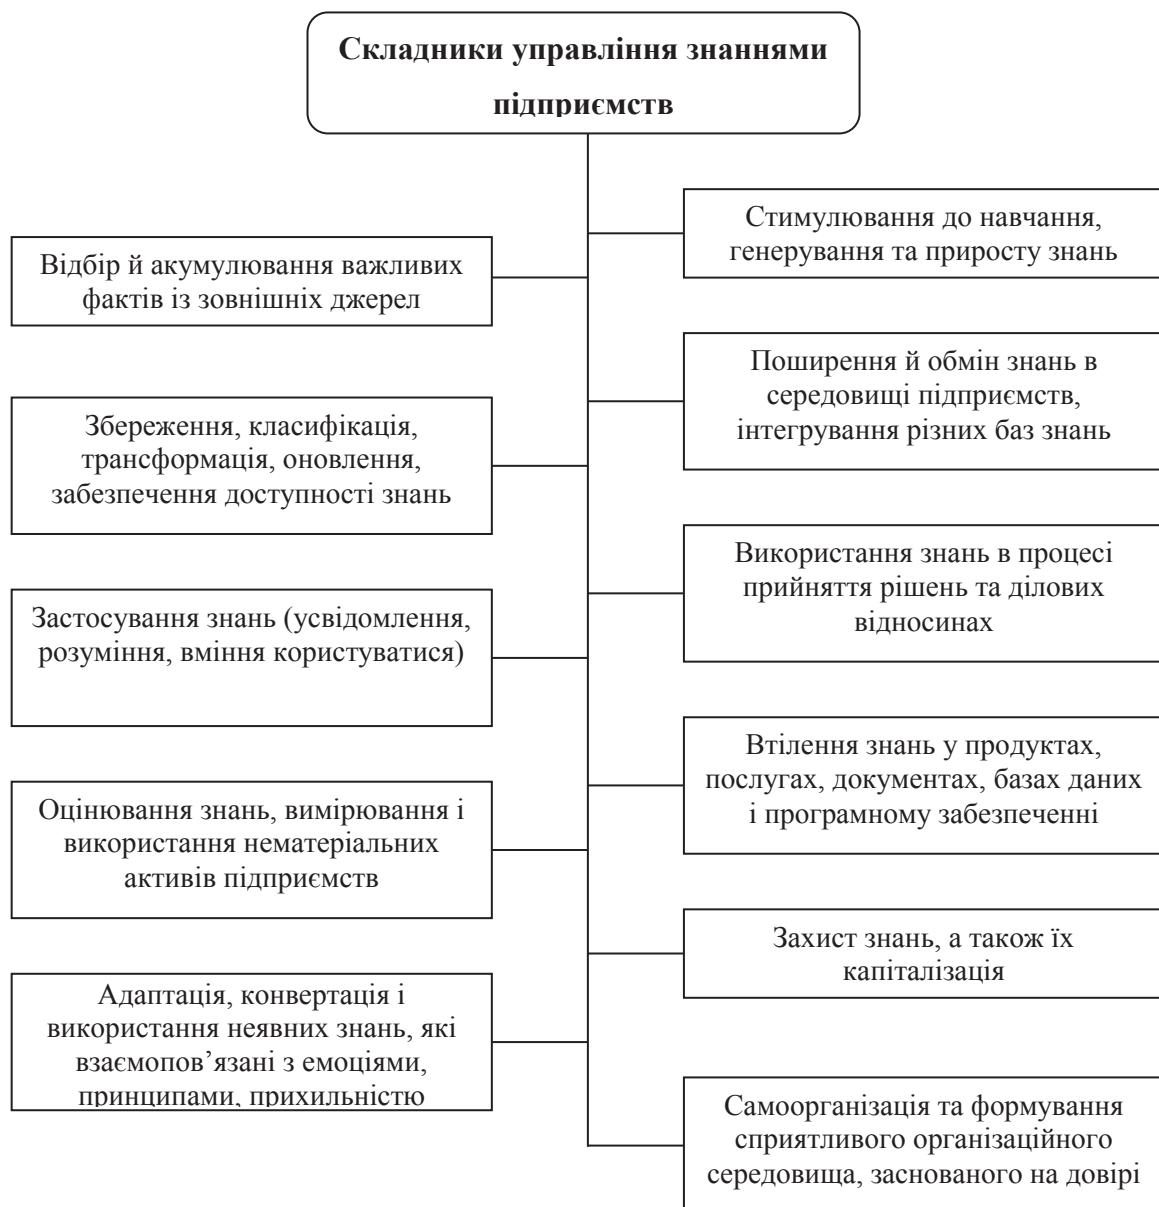 Складники управління знаннями
підприємств
Стимулювання до навчання,
генерування та приросту знань
Відбір й акумулювання важливих
фактів із зовнішніх джерел
Поширення й обмін знань в
середовищі підприємств,
інтегрування різних баз знань
Збереження, класифікація,
трансформація, оновлення,
забезпечення доступності знань
Використання знань в процесі
прийняття рішень та ділових
відносинах
Застосування знань (усвідомлення,
розуміння, вміння користуватися)
Втілення знань у продуктах,
послугах, документах, базах даних
і програмному забезпеченні
Оцінювання знань, вимірювання і
використання нематеріальних
активів підприємств
Захист знань, а також їх
капіталізація
Адаптація, конвертація і
використання неявних знань, які
взаємопов’язані з емоціями,
принципами, прихильністю
Самоорганізація та формування
сприятливого організаційного
середовища, заснованого на довірі